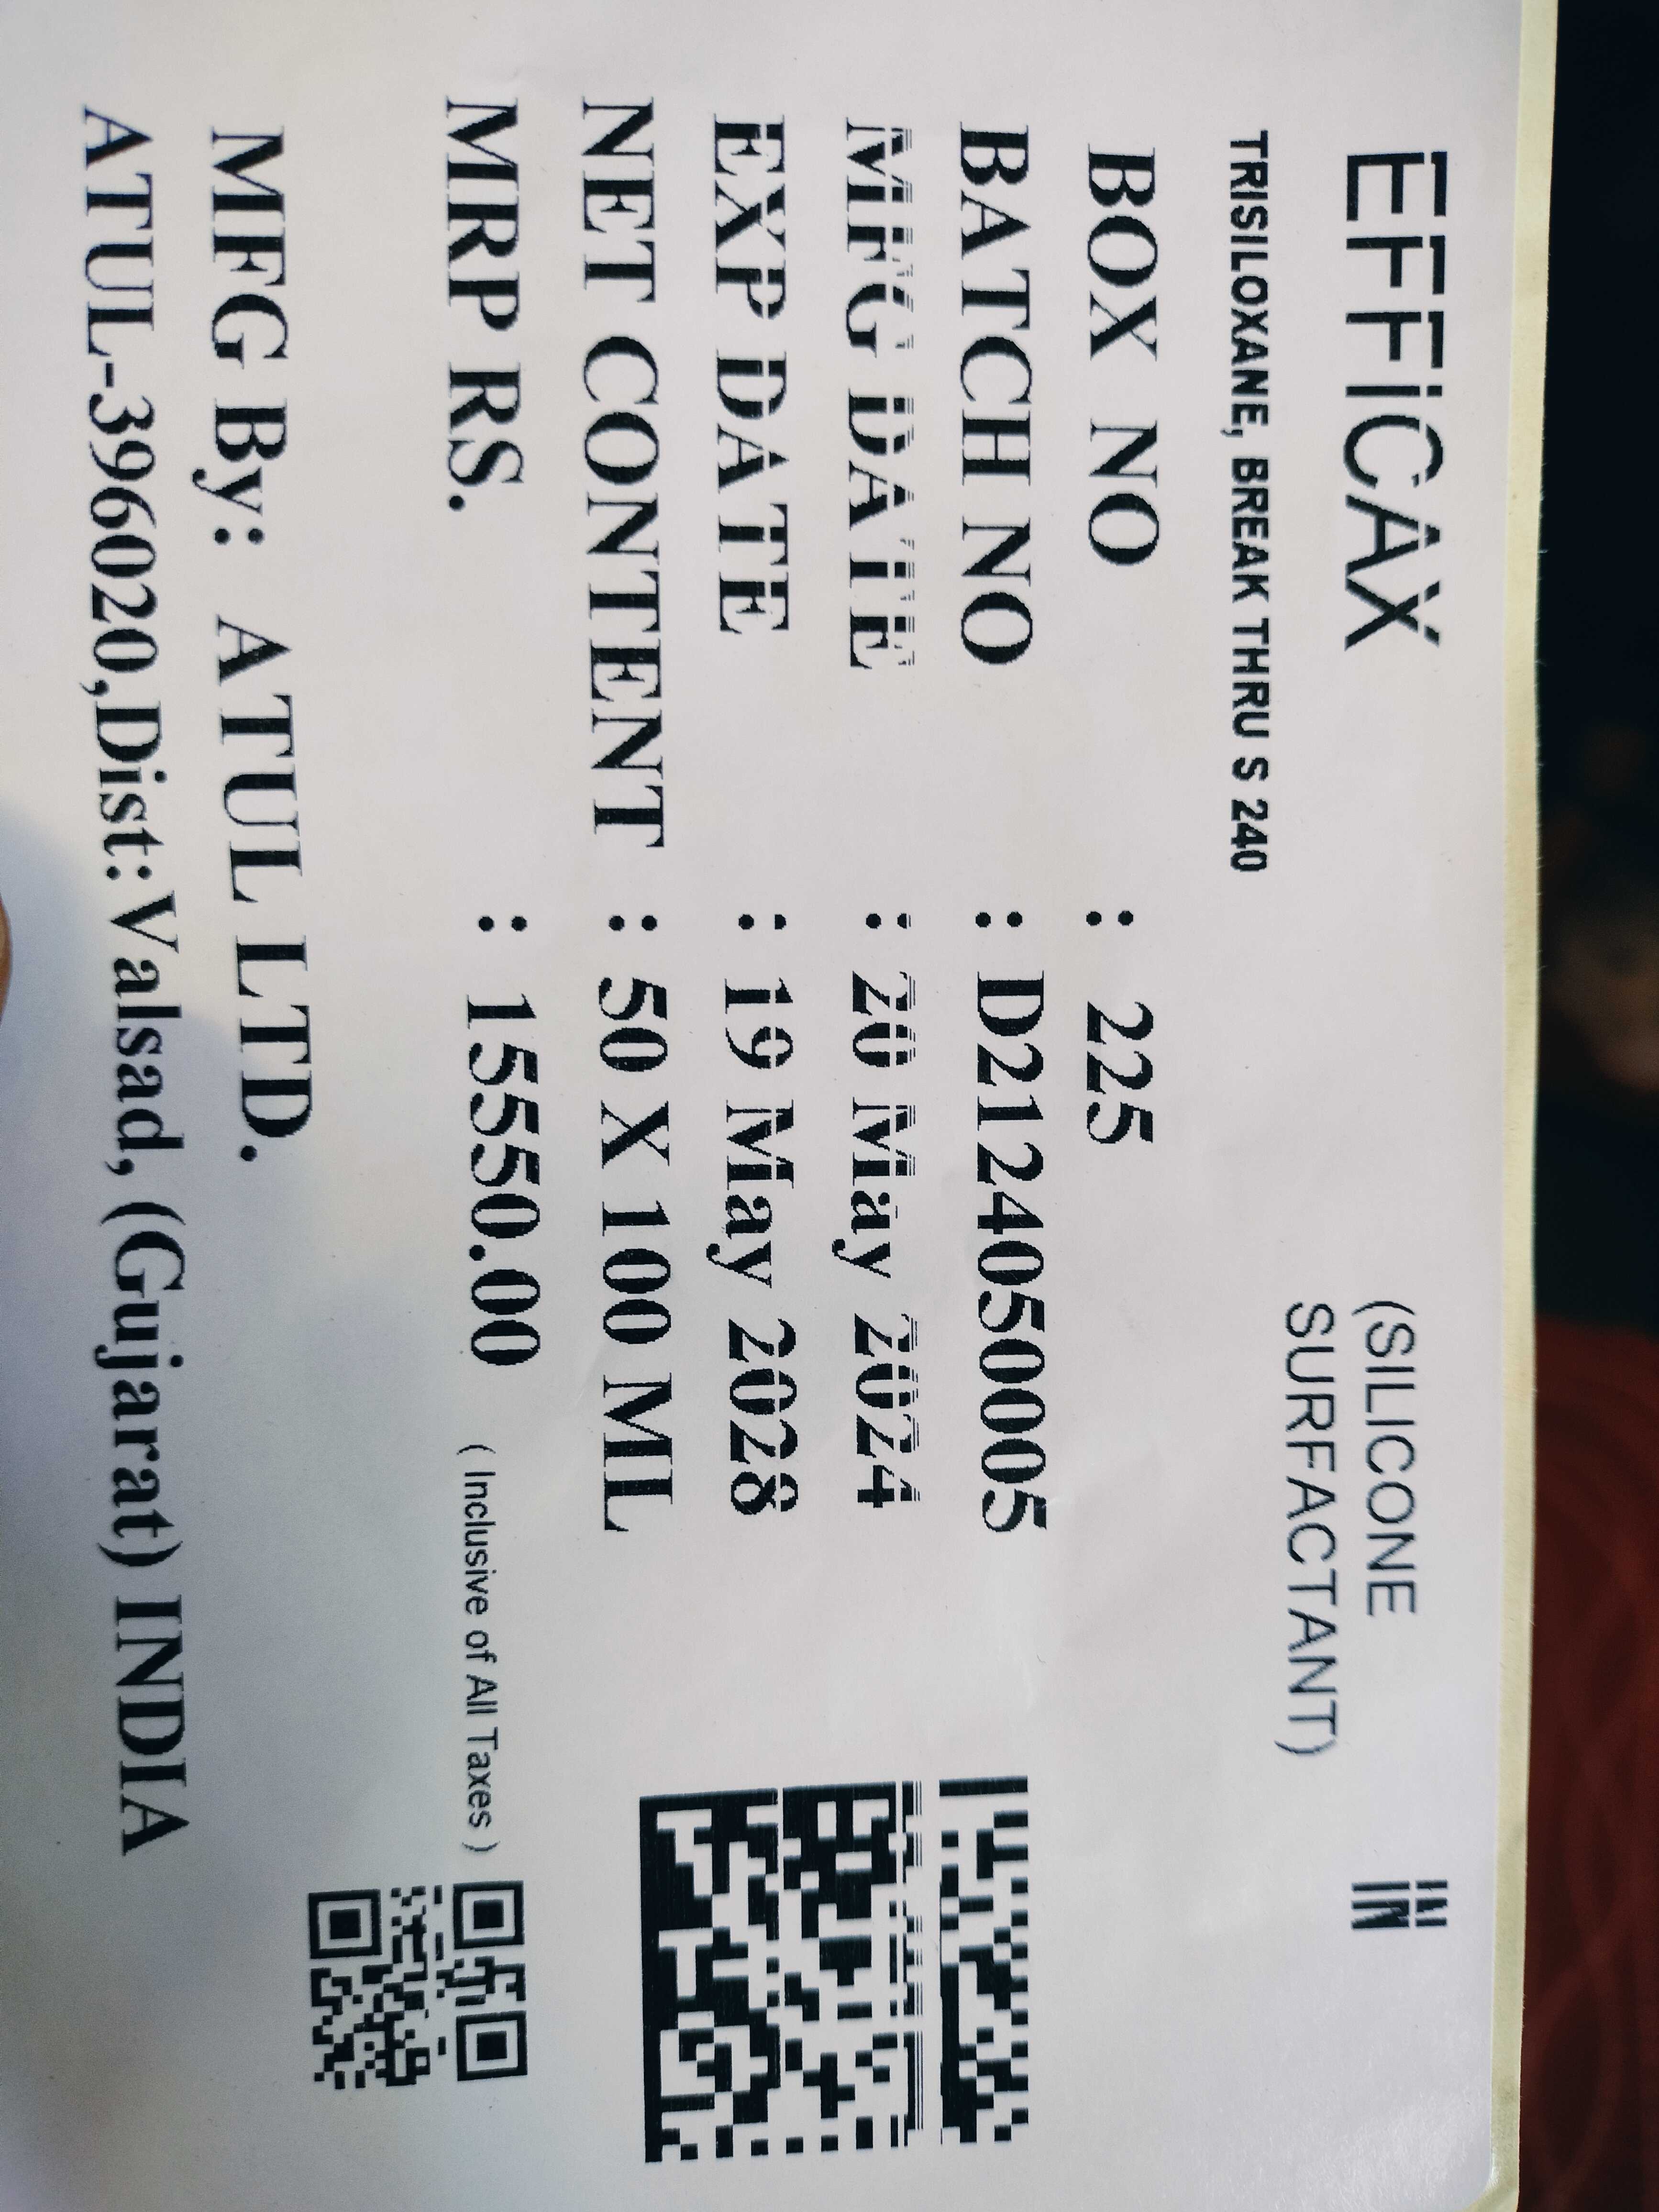 EFFiCAX (SILICONE SURFACTANT) IN
TRISILOXANE, BREAK THRU S 240
BOX NO : 225
BATCH NO : D2124050005
MFG DATE : 20 May 2024
EXP DATE : 19 May 2028
NET CONTENT : 50 X 100 ML
MRP RS. : 15550.00 ( Inclusive of All Taxes )
MFG By: ATUL LTD.
ATUL-396020,Dist:Valsad, (Gujarat) INDIA